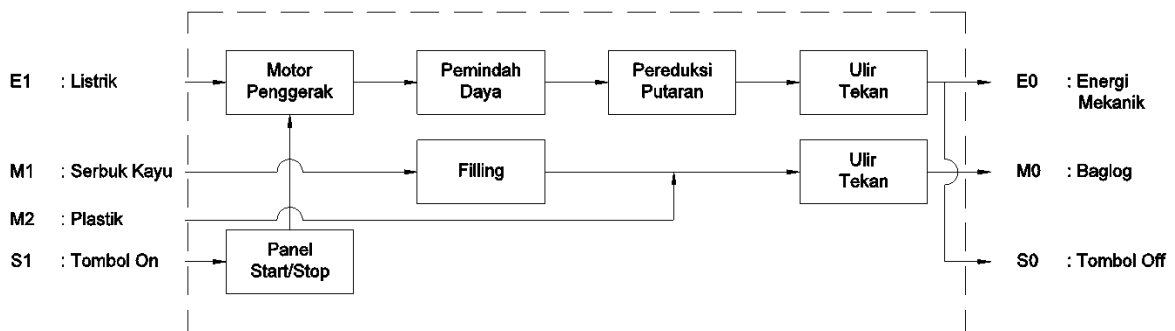 E1 : Listrik
Motor
Penggerak
Pemindah
Daya
Pereduksi
Putaran
Ulir
Tekan
E0 : Energi
Mekanik
M1 : Serbuk Kayu
Filling
Ulir
Tekan
M0 : Baglog
M2 : Plastik
S1 : Tombol On
Panel
Start/Stop
S0 : Tombol Off